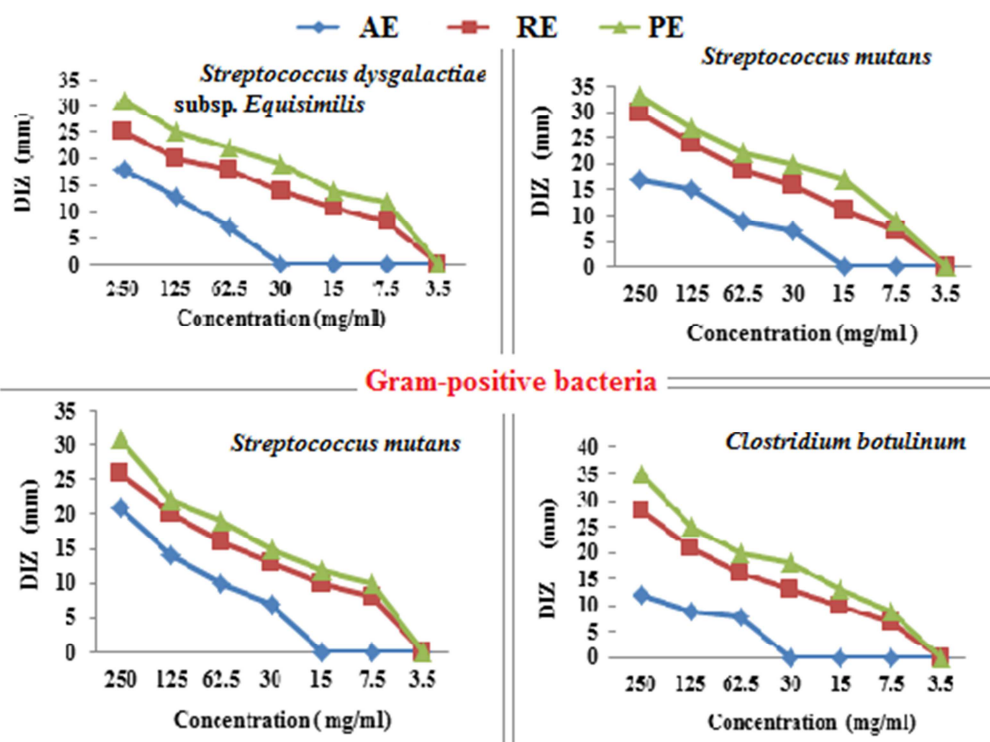 AE RE PE
Streptococcus dysgalactiae
subsp. Equisimilis
35
30
25
20
15
10
5
0
DIZ (mm)
250 125 62.5 30 15 7.5 3.5
Concentration (mg/ml)
Streptococcus mutans
35
30
25
20
15
10
5
0
DIZ (mm)
250 125 62.5 30 15 7.5 3.5
Concentration (mg/ml)
Gram-positive bacteria
Streptococcus mutans
35
30
25
20
15
10
5
0
DIZ (mm)
250 125 62.5 30 15 7.5 3.5
Concentration (mg/ml)
Clostridium botulinum
40
35
30
25
20
15
10
5
0
DIZ (mm)
250 125 62.5 30 15 7.5 3.5
Concentration (mg/ml)